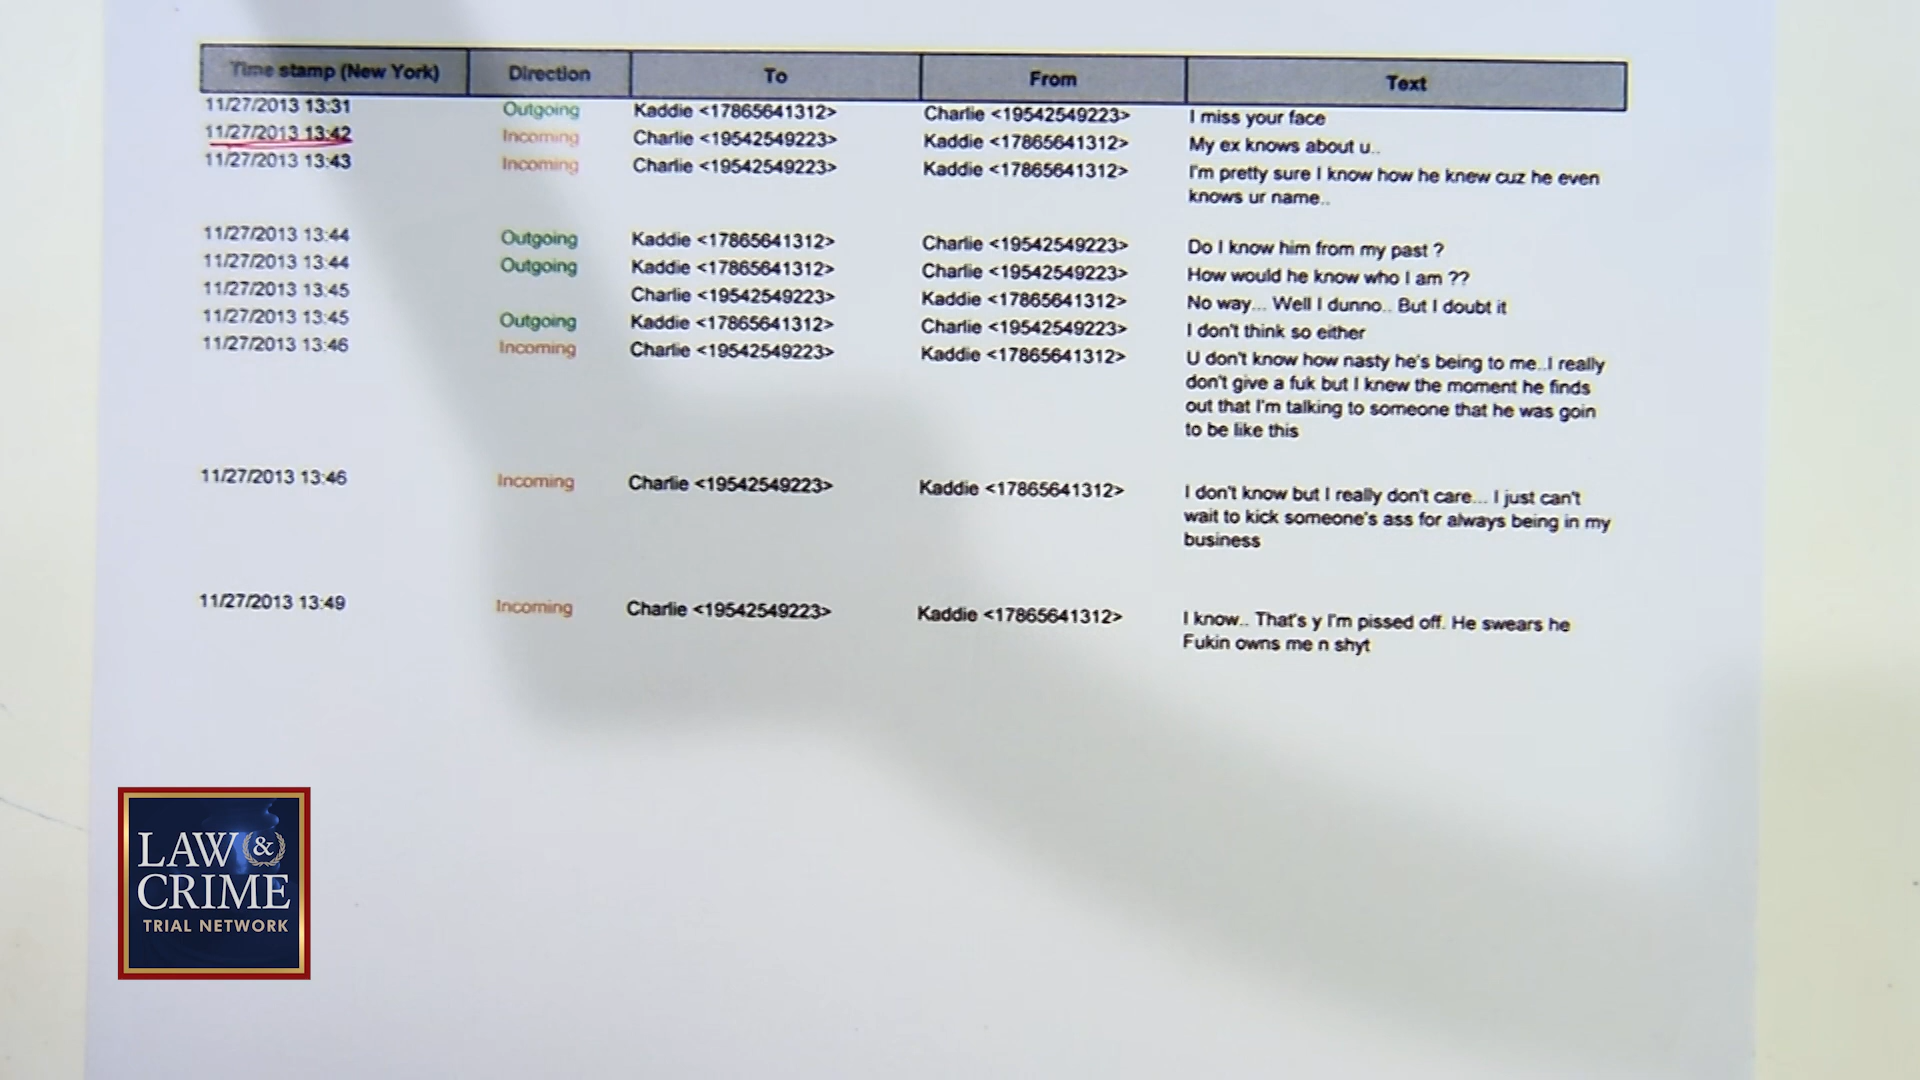 Time stamp (New York) Direction To From Text
11/27/2013 13:31 Outgoing Kaddie <17865641312> Charlie <19542549223> I miss your face
11/27/2013 13:42 Incoming Charlie <19542549223> Kaddie <17865641312> My ex knows about u..
11/27/2013 13:43 Incoming Charlie <19542549223> Kaddie <17865641312> I'm pretty sure I know how he knew cuz he even
knows ur name..
11/27/2013 13:44 Outgoing Kaddie <17865641312> Charlie <19542549223> Do I know him from my past ?
11/27/2013 13:44 Outgoing Kaddie <17865641312> Charlie <19542549223> How would he know who I am ??
11/27/2013 13:45 Charlie <19542549223> Kaddie <17865641312> No way... Well I dunno.. But I doubt it
11/27/2013 13:45 Outgoing Kaddie <17865641312> Charlie <19542549223> I don't think so either
11/27/2013 13:46 Incoming Charlie <19542549223> Kaddie <17865641312> U don't know how nasty he's being to me..I really
don't give a fuk but I knew the moment he finds
out that I'm talking to someone that he was goin
to be like this
11/27/2013 13:46 Incoming Charlie <19542549223> Kaddie <17865641312> I don't know but I really don't care... I just can't
wait to kick someone's ass for always being in my
business
11/27/2013 13:49 Incoming Charlie <19542549223> Kaddie <17865641312> I know.. That's y I'm pissed off. He swears he
Fukin owns me n shyt
LAW &
CRIME
TRIAL NETWORK